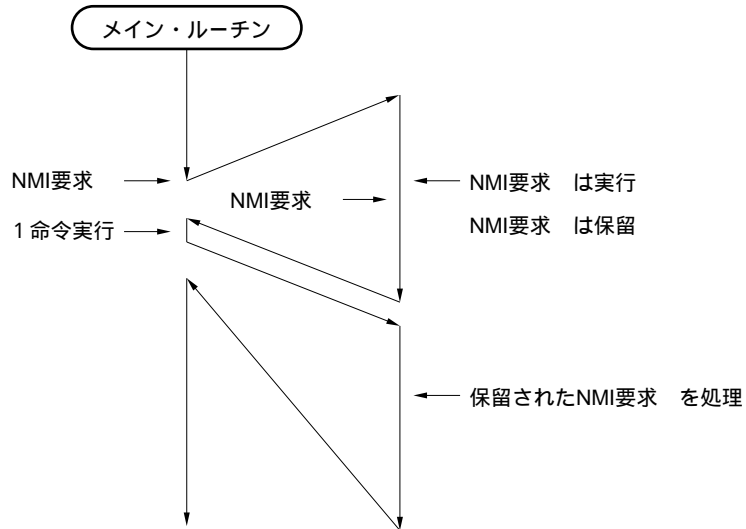 メイン・ルーチン
NMI要求
NMI要求 は実行
NMI要求
NMI要求 は保留
1命令実行
保留されたNMI要求 を処理